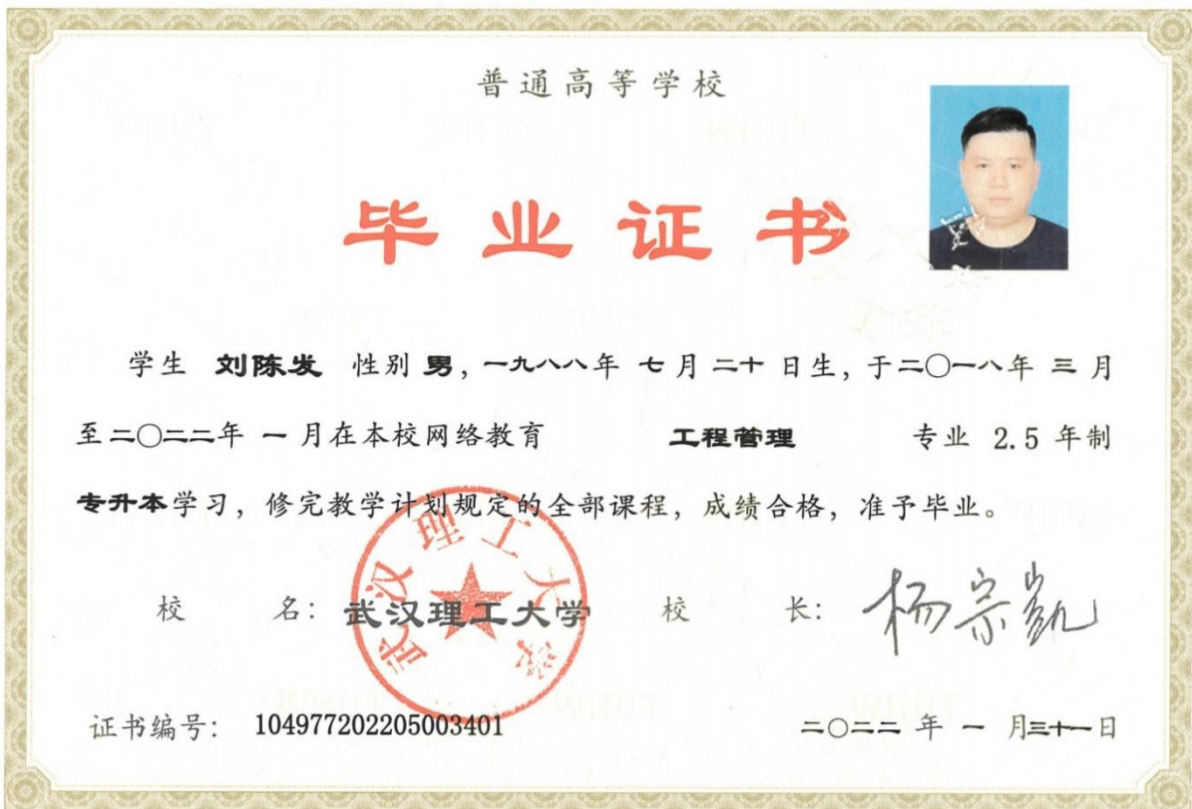 普通高等学校
毕业证书
学生 刘陈发 性别 男，一九八八年 七月 二十 日生，于二〇一八年 三 月
至二〇二二年 一 月在本校网络教育 工程管理 专业 2.5 年制
专升本学习，修完教学计划规定的全部课程，成绩合格，准予毕业。
校 名：武汉理工大学 校 长：杨宗凯
武汉理工大学
证书编号：104977202205003401 二〇二二 年 一 月三十一日